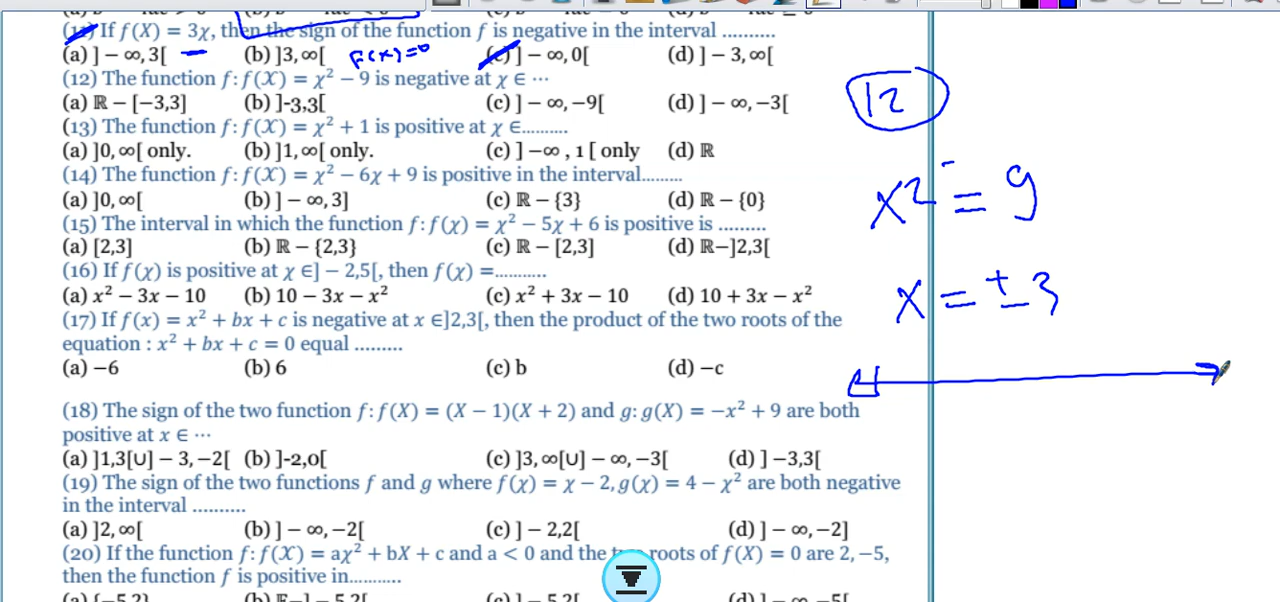 (11) If f(X) = 3χ, then the sign of the function f is negative in the interval ..........
(a) ] − ∞, 3[ (b) ]3, ∞[ f(x)=0 (c) ] − ∞, 0[ (d) ] − 3, ∞[
(12) The function f: f(X) = χ² − 9 is negative at χ ∈ ···
(a) ℝ − [−3,3] (b) ]-3,3[ (c) ] − ∞, −9[ (d) ] − ∞, −3[
(13) The function f: f(X) = χ² + 1 is positive at χ ∈..........
(a) ]0, ∞[ only. (b) ]1, ∞[ only. (c) ] −∞ , 1 [ only (d) ℝ
(14) The function f: f(X) = χ² − 6χ + 9 is positive in the interval.........
(a) ]0, ∞[ (b) ] − ∞, 3] (c) ℝ − {3} (d) ℝ − {0}
(15) The interval in which the function f: f(χ) = χ² − 5χ + 6 is positive is .........
(a) [2,3] (b) ℝ − {2,3} (c) ℝ − [2,3] (d) ℝ−]2,3[
(16) If f(χ) is positive at χ ∈] − 2,5[, then f(χ) =...........
(a) x² − 3x − 10 (b) 10 − 3x − x² (c) x² + 3x − 10 (d) 10 + 3x − x²
(17) If f(x) = x² + bx + c is negative at x ∈]2,3[, then the product of the two roots of the
equation : x² + bx + c = 0 equal .........
(a) −6 (b) 6 (c) b (d) −c
(18) The sign of the two function f: f(X) = (X − 1)(X + 2) and g: g(X) = −x² + 9 are both
positive at x ∈ ···
(a) ]1,3[∪] − 3, −2[ (b) ]-2,0[ (c) ]3, ∞[∪] − ∞, −3[ (d) ] −3,3[
(19) The sign of the two functions f and g where f(χ) = χ − 2, g(χ) = 4 − χ² are both negative
in the interval ..........
(a) ]2, ∞[ (b) ] − ∞, −2[ (c) ] − 2,2[ (d) ] − ∞, −2]
(20) If the function f: f(X) = aχ² + bX + c and a < 0 and the roots of f(X) = 0 are 2, −5,
then the function f is positive in...........
12
x² = 9
x = ±3